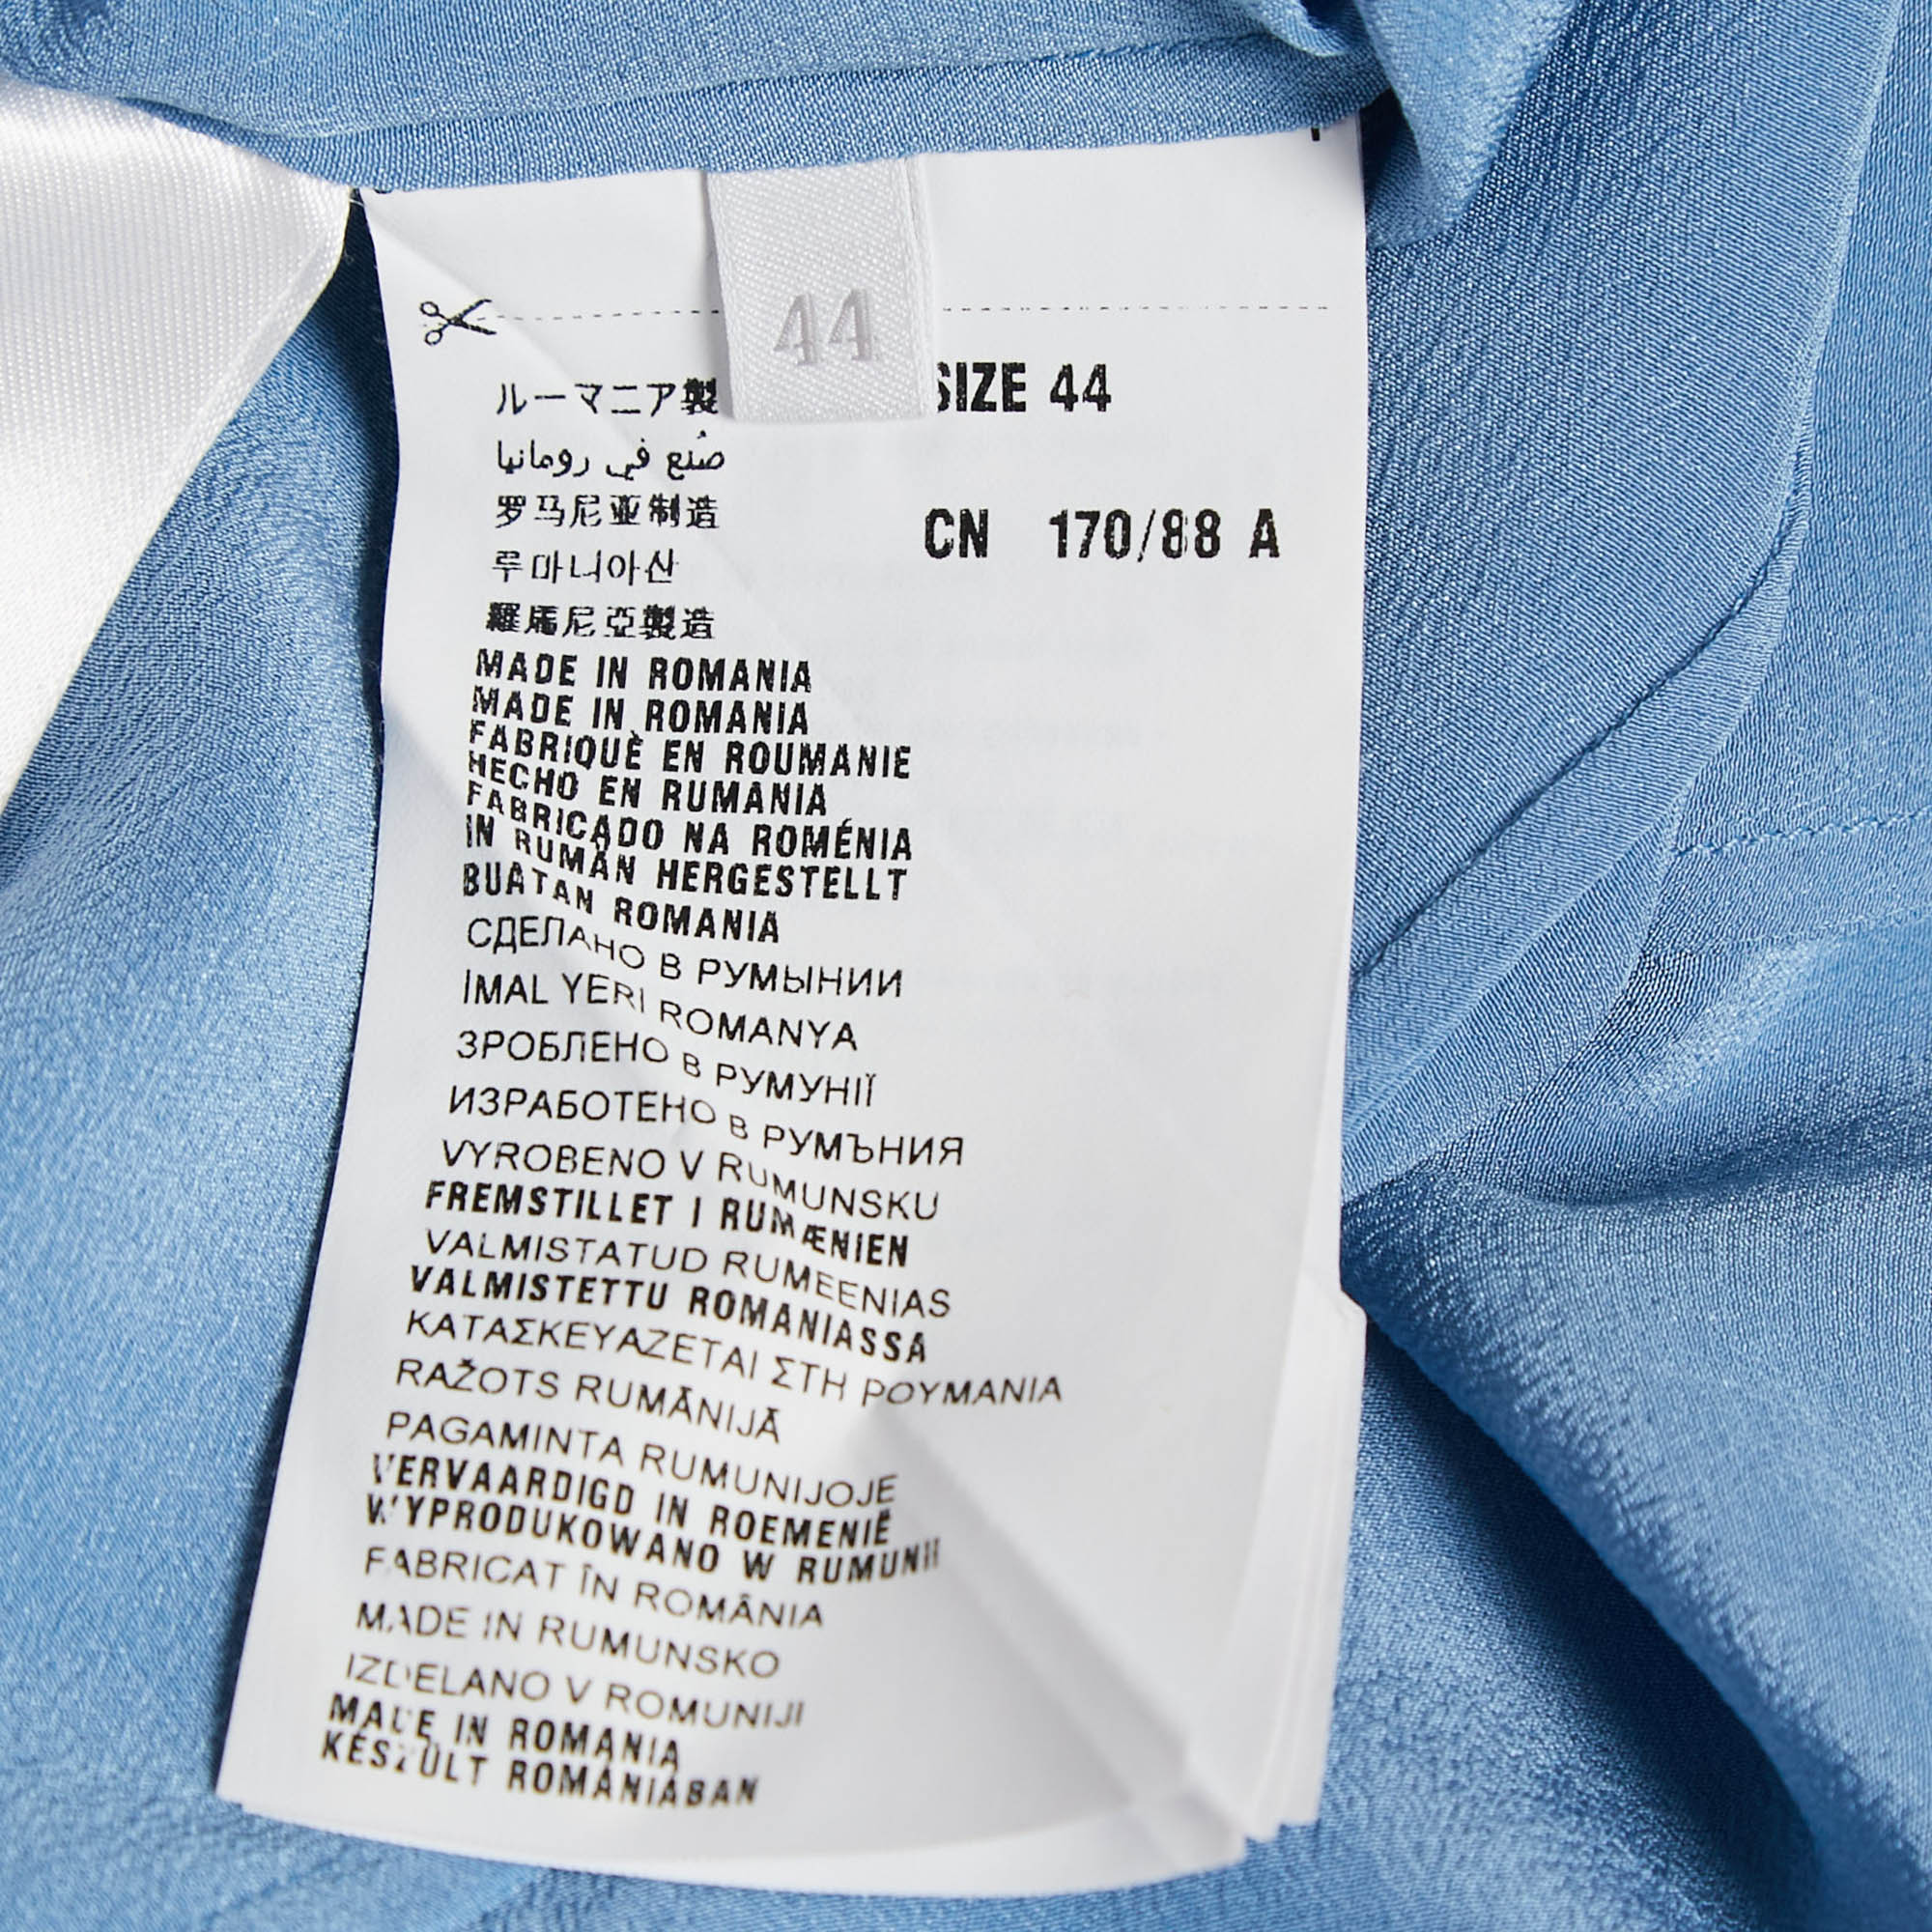 44
ルーマニア製
SIZE 44
صُنع في رومانيا
罗马尼亚制造
CN 170/88 A
루마니아산
羅馬尼亞製造
MADE IN ROMANIA
MADE IN ROMANIA
FABRIQUÈ EN ROUMANIE
HECHO EN RUMANIA
FABRICADO NA ROMÉNIA
IN RUMÄN HERGESTELLT
BUATAN ROMANIA
СДЕЛАНО В РУМЫНИИ
İMAL YERI ROMANYA
ЗРОБЛЕНО В РУМУНІЇ
ИЗРАБОТЕНО В РУМЪНИЯ
VYROBENO V RUMUNSKU
FREMSTILLET I RUMÆNIEN
VALMISTATUD RUMEENIAS
VALMISTETTU ROMANIASSA
ΚΑΤΑΣΚΕΥΑΖΕΤΑΙ ΣΤΗ ΡΟΥΜΑΝΙΑ
RAŽOTS RUMĀNIJĀ
PAGAMINTA RUMUNIJOJE
VERVAARDIGD IN ROEMENIË
WYPRODUKOWANO W RUMUNII
FABRICAT ÎN ROMÂNIA
MADE IN RUMUNSKO
IZDELANO V ROMUNIJI
MADE IN ROMANIA
KÉSZÜLT ROMÁNIÁBAN